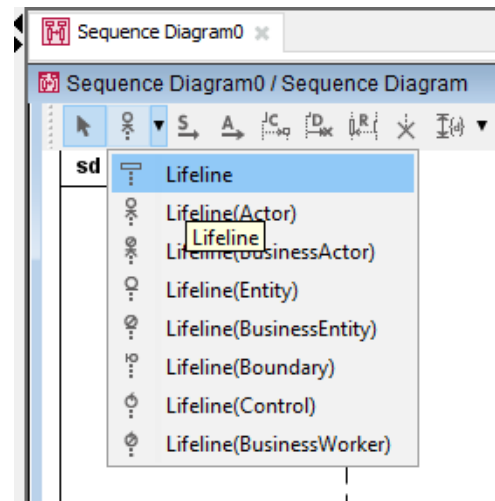 Sequence Diagram0
Sequence Diagram0 / Sequence Diagram
S A C D R {d}
sd
Lifeline
Lifeline(Actor)
Lifeline
Lifeline(BusinessActor)
Lifeline(Entity)
Lifeline(BusinessEntity)
Lifeline(Boundary)
Lifeline(Control)
Lifeline(BusinessWorker)